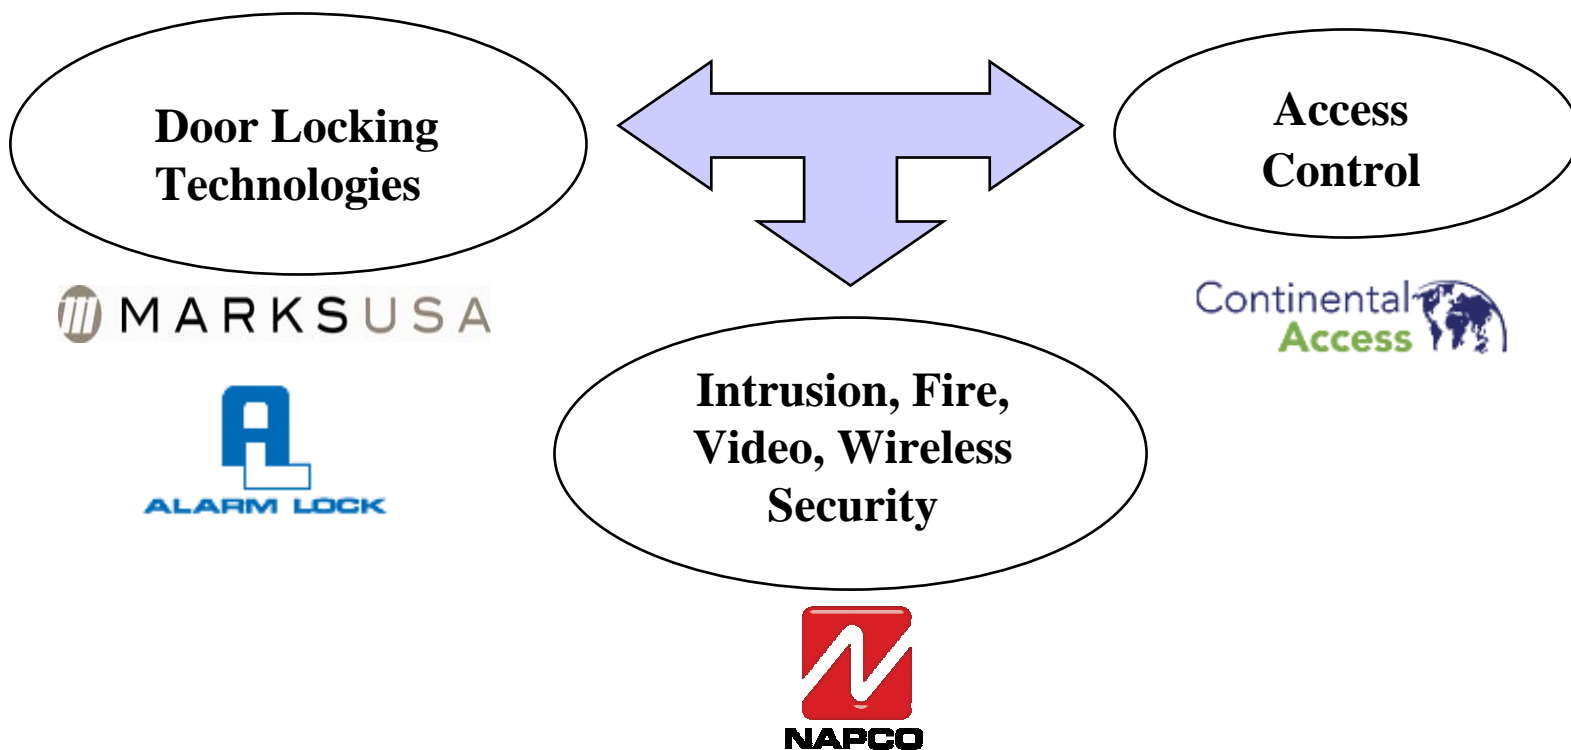 Door Locking
Technologies
Access
Control
MARKSUSA
Continental
Access
Intrusion, Fire,
Video, Wireless
Security
ALARM LOCK
NAPCO